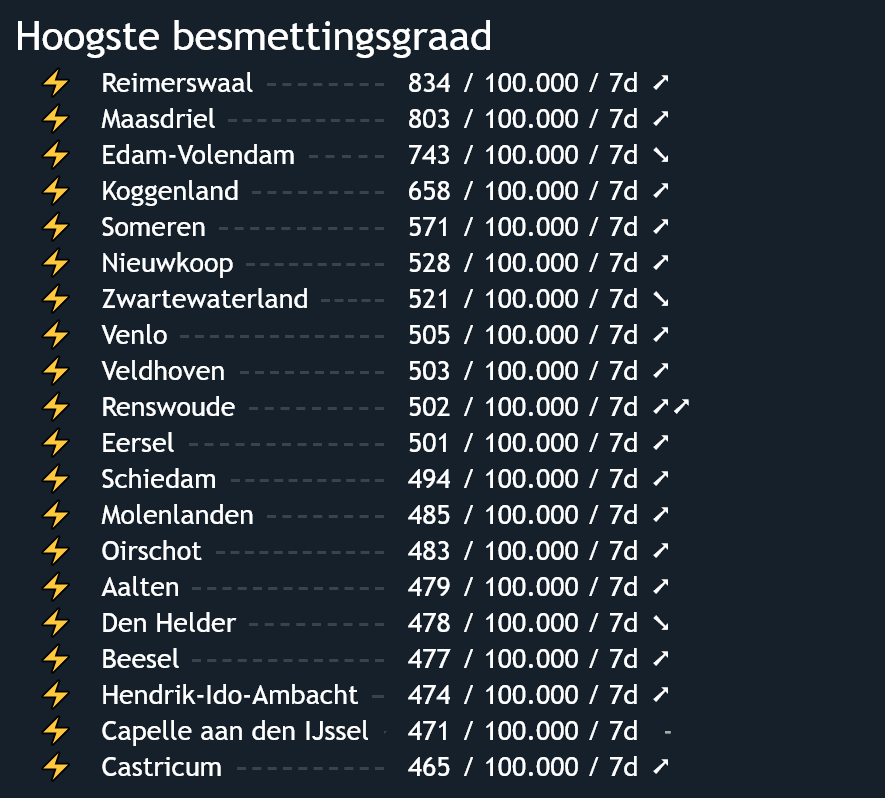 Hoogste besmettingsgraad
⚡ Reimerswaal --------- 834 / 100.000 / 7d ➚
⚡ Maasdriel ----------- 803 / 100.000 / 7d ➚
⚡ Edam-Volendam ----- 743 / 100.000 / 7d ➘
⚡ Koggenland --------- 658 / 100.000 / 7d ➚
⚡ Someren ------------ 571 / 100.000 / 7d ➚
⚡ Nieuwkoop ---------- 528 / 100.000 / 7d ➚
⚡ Zwartewaterland ----- 521 / 100.000 / 7d ➘
⚡ Venlo -------------- 505 / 100.000 / 7d ➚
⚡ Veldhoven ---------- 503 / 100.000 / 7d ➚
⚡ Renswoude ---------- 502 / 100.000 / 7d ➚➚
⚡ Eersel -------------- 501 / 100.000 / 7d ➚
⚡ Schiedam ----------- 494 / 100.000 / 7d ➚
⚡ Molenlanden -------- 485 / 100.000 / 7d ➚
⚡ Oirschot ------------ 483 / 100.000 / 7d ➚
⚡ Aalten -------------- 479 / 100.000 / 7d ➚
⚡ Den Helder ---------- 478 / 100.000 / 7d ➘
⚡ Beesel -------------- 477 / 100.000 / 7d ➚
⚡ Hendrik-Ido-Ambacht - 474 / 100.000 / 7d ➚
⚡ Capelle aan den IJssel 471 / 100.000 / 7d -
⚡ Castricum ----------- 465 / 100.000 / 7d ➚